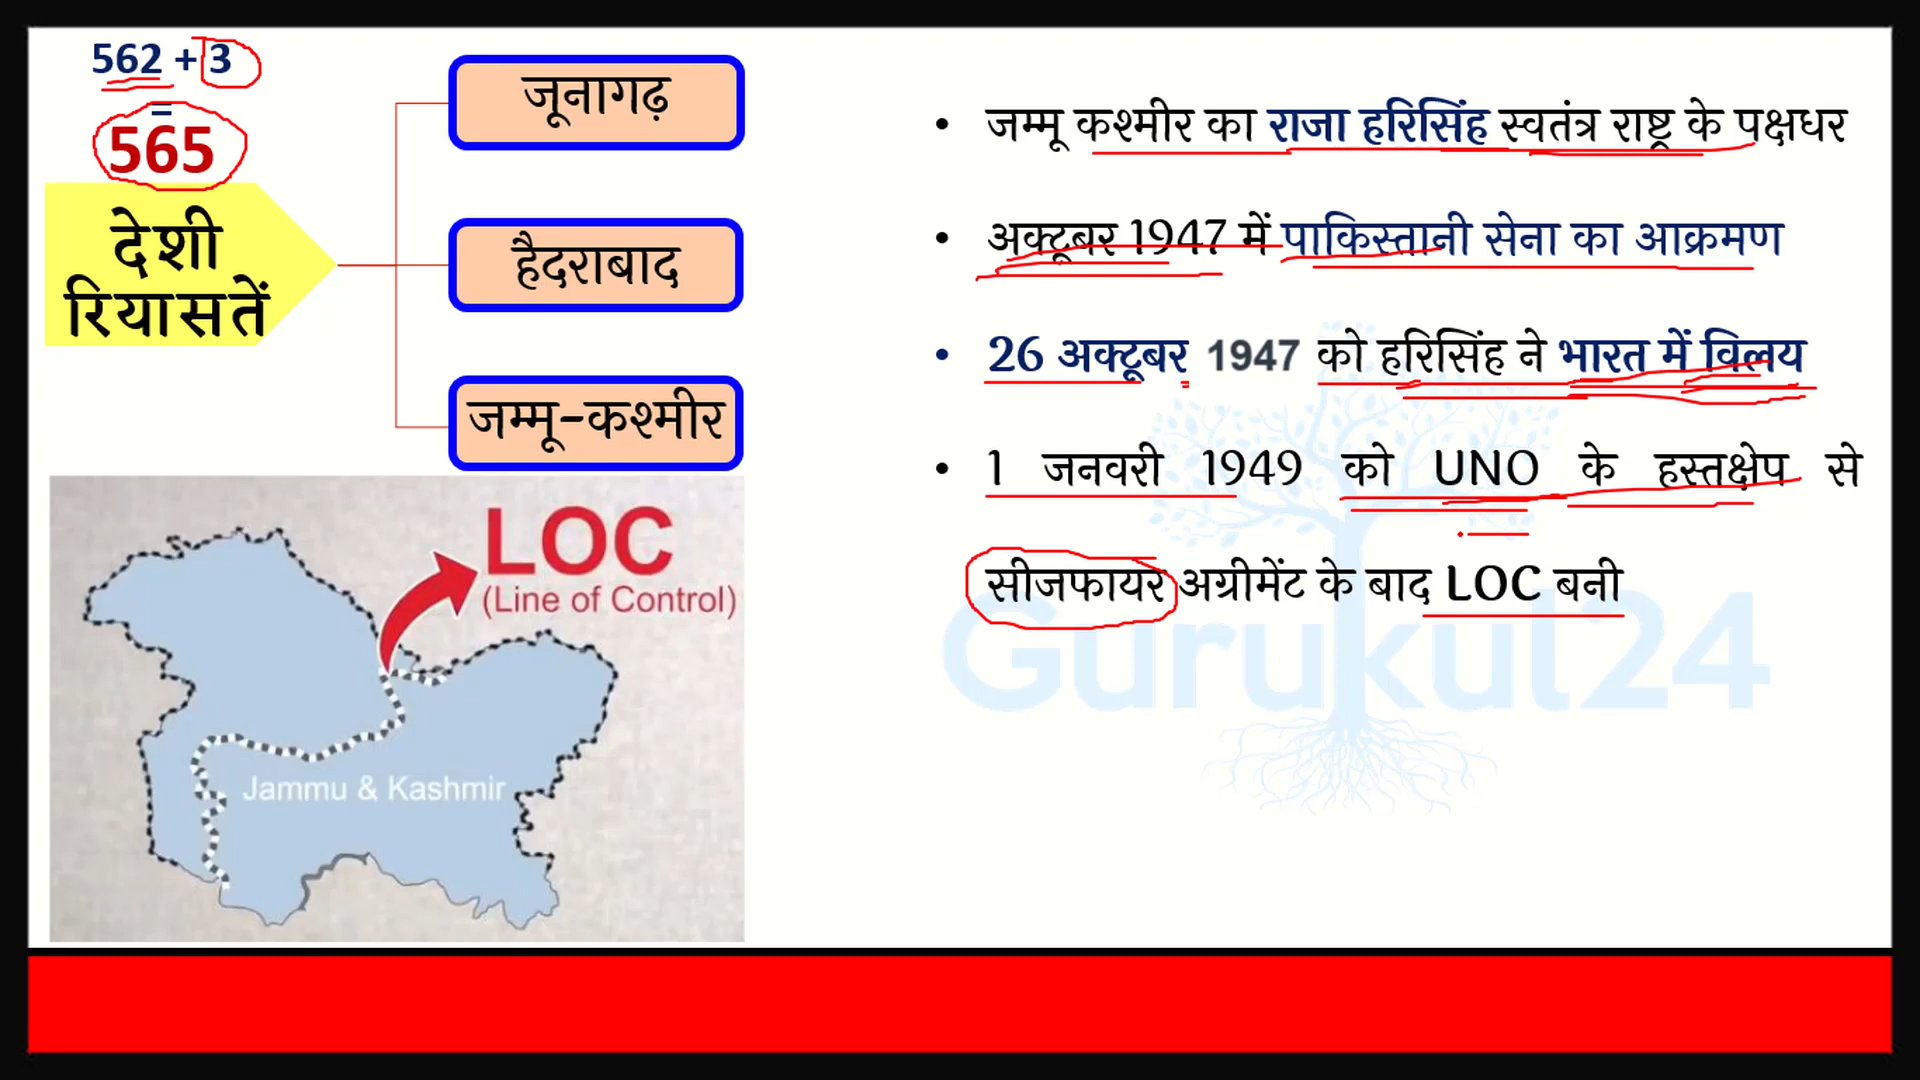 562 + 3
=
565
देशी
रियासतें
जूनागढ़
हैदराबाद
जम्मू-कश्मीर
LOC
(Line of Control)
Jammu & Kashmir
• जम्मू कश्मीर का राजा हरिसिंह स्वतंत्र राष्ट्र के पक्षधर
• अक्टूबर 1947 में पाकिस्तानी सेना का आक्रमण
• 26 अक्टूबर 1947 को हरिसिंह ने भारत में विलय
• 1 जनवरी 1949 को UNO के हस्तक्षेप से
सीजफायर अग्रीमेंट के बाद LOC बनी
Gurukul24